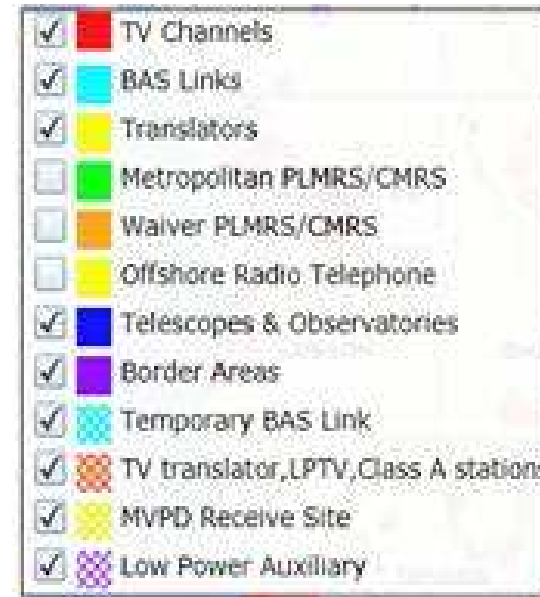 TV Channels
BAS Links
Translators
Metropolitan PLMRS/CMRS
Waiver PLMRS/CMRS
Offshore Radio Telephone
Telescopes & Observatories
Border Areas
Temporary BAS Link
TV translator,LPTV,Class A stations
MVPD Receive Site
Low Power Auxiliary